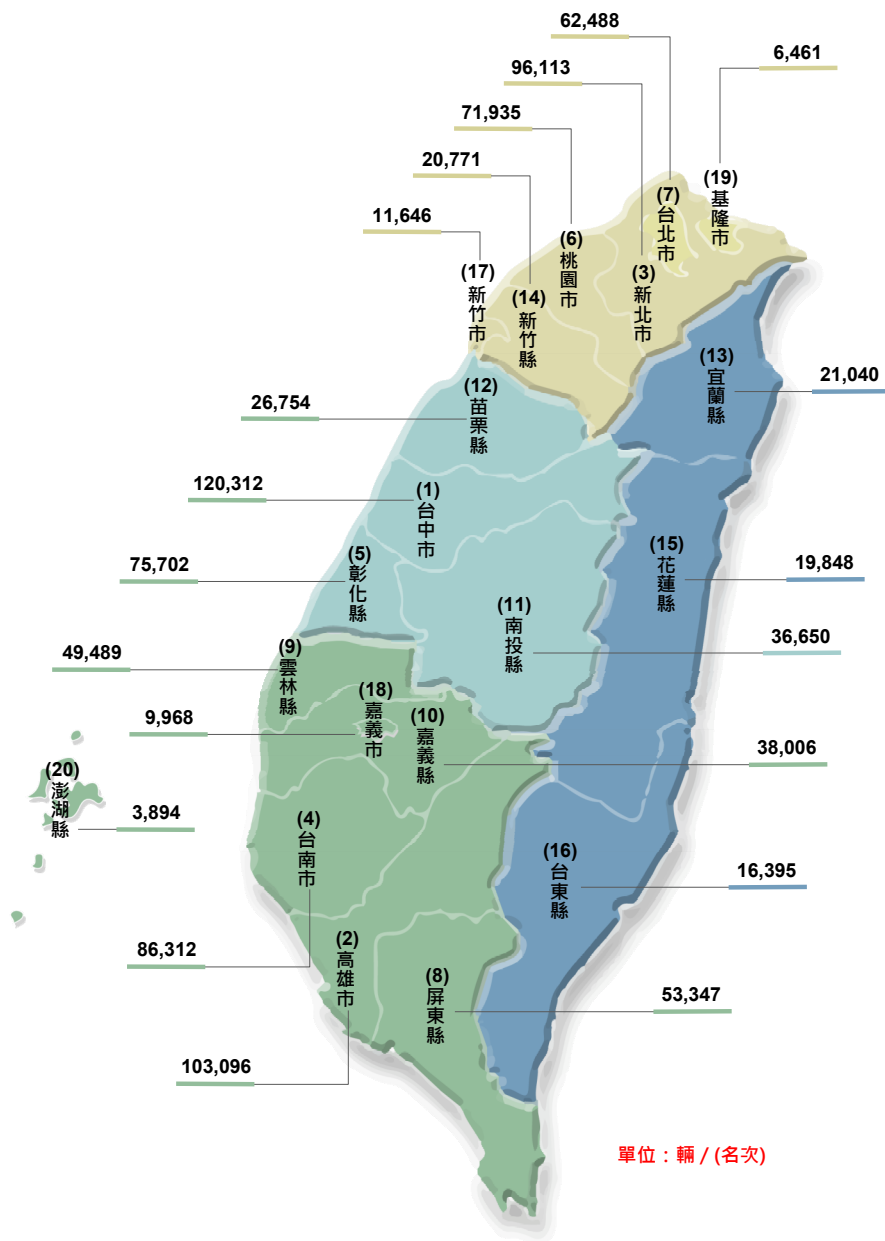 62,488
6,461
96,113
71,935
20,771
11,646
(19)
基隆市
(7)
台北市
(6)
桃園市
(3)
新北市
(17)
新竹市
(14)
新竹縣
(13)
宜蘭縣
21,040
(12)
苗栗縣
26,754
120,312
(1)
台中市
(5)
彰化縣
75,702
(15)
花蓮縣
19,848
(11)
南投縣
36,650
49,489
(9)
雲林縣
(18)
嘉義市
9,968
(10)
嘉義縣
38,006
(20)
澎湖縣
3,894
(4)
台南市
86,312
(16)
台東縣
16,395
(2)
高雄市
103,096
(8)
屏東縣
53,347
單位：輛 / (名次)